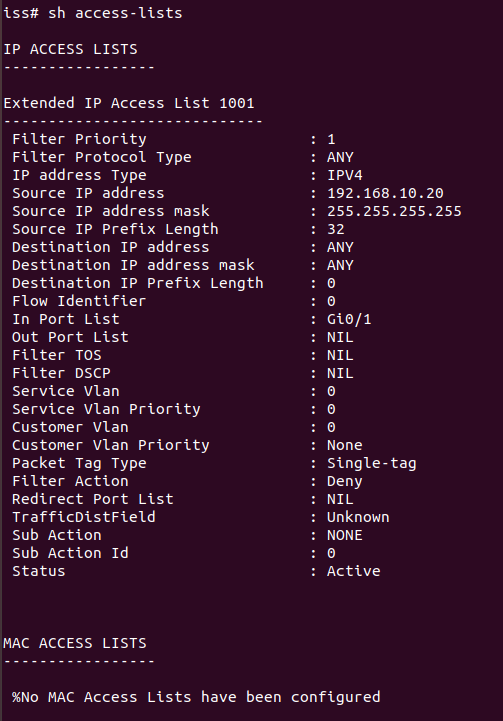 iss# sh access-lists
IP ACCESS LISTS
-----------------
Extended IP Access List 1001
-----------------------------
Filter Priority : 1
Filter Protocol Type : ANY
IP address Type : IPV4
Source IP address : 192.168.10.20
Source IP address mask : 255.255.255.255
Source IP Prefix Length : 32
Destination IP address : ANY
Destination IP address mask : ANY
Destination IP Prefix Length : 0
Flow Identifier : 0
In Port List : Gi0/1
Out Port List : NIL
Filter TOS : NIL
Filter DSCP : NIL
Service Vlan : 0
Service Vlan Priority : 0
Customer Vlan : 0
Customer Vlan Priority : None
Packet Tag Type : Single-tag
Filter Action : Deny
Redirect Port List : NIL
TrafficDistField : Unknown
Sub Action : NONE
Sub Action Id : 0
Status : Active
MAC ACCESS LISTS
-----------------
%No MAC Access Lists have been configured